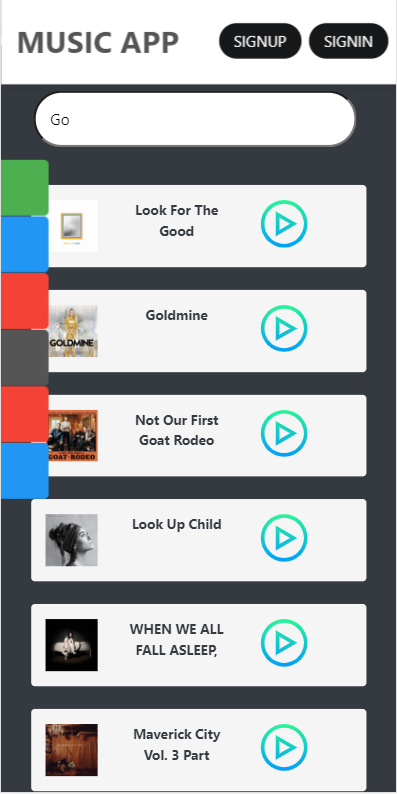 MUSIC APP
SIGNUP
SIGNIN
Go
Look For The
Good
Goldmine
GOLDMINE
Not Our First
Goat Rodeo
GOAT RODEO
Look Up Child
WHEN WE ALL
FALL ASLEEP,
Maverick City
Vol. 3 Part